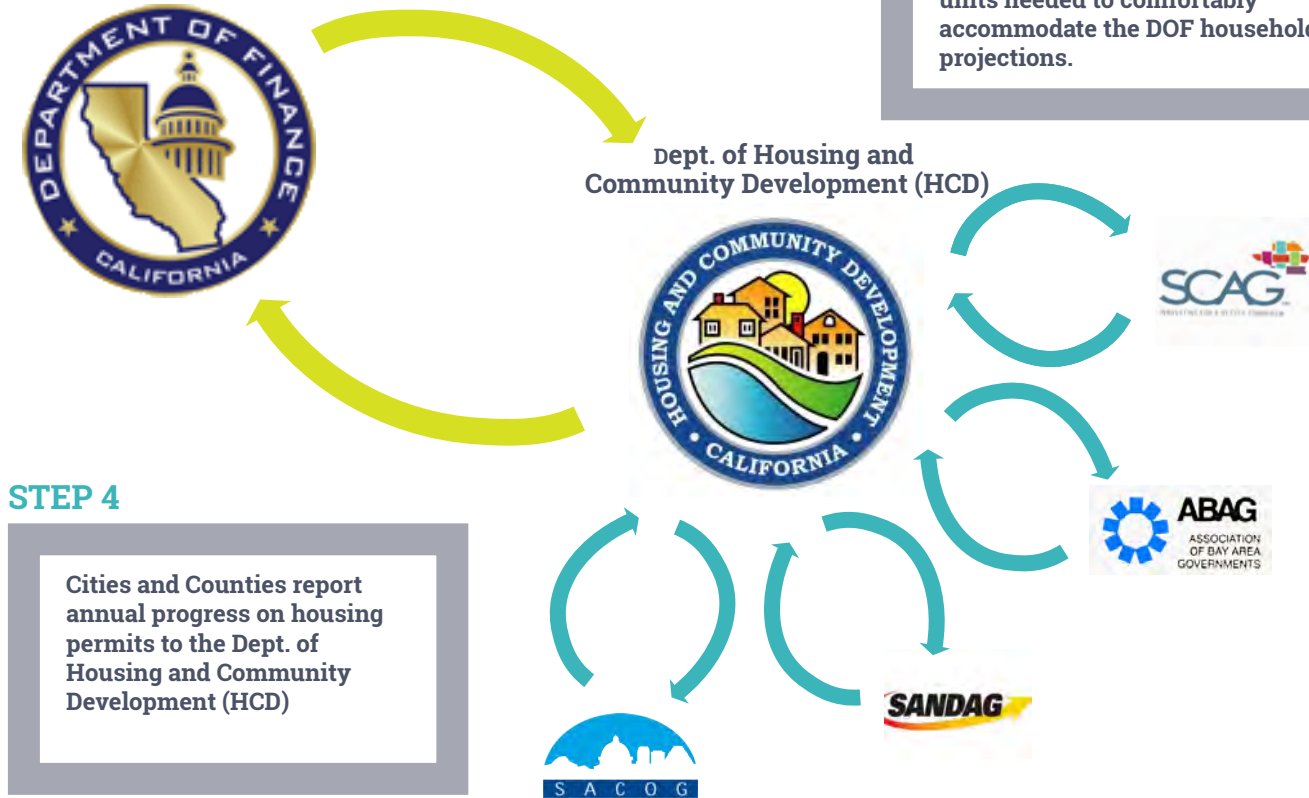 units needed to comfortably
accommodate the DOF household
projections.
DEPARTMENT OF FINANCE
CALIFORNIA
Dept. of Housing and
Community Development (HCD)
HOUSING AND COMMUNITY DEVELOPMENT
CALIFORNIA
SCAG
STEP 4
ABAG
ASSOCIATION
OF BAY AREA
GOVERNMENTS
Cities and Counties report
annual progress on housing
permits to the Dept. of
Housing and Community
Development (HCD)
SANDAG
SACOG